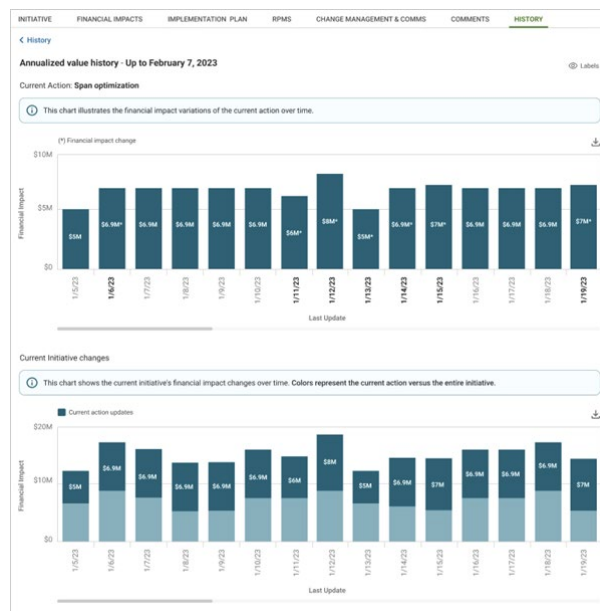 INITIATIVE FINANCIAL IMPACTS IMPLEMENTATION PLAN RPMS CHANGE MANAGEMENT & COMMS COMMENTS HISTORY
History
Annualized value history - Up to February 7, 2023
Labels
Current Action: Span optimization
This chart illustrates the financial impact variations of the current action over time.
(*) Financial impact change
$10M
$5M
$0
Financial Impact
$5M $6.9M* $6.9M $6.9M $6.9M $6.9M $6M* $8M* $5M* $6.9M* $7M* $6.9M $6.9M $6.9M $7M*
1/5/23 1/6/23 1/7/23 1/8/23 1/9/23 1/10/23 1/11/23 1/12/23 1/13/23 1/14/23 1/15/23 1/16/23 1/17/23 1/18/23 1/19/23
Last Update
Current Initiative changes
This chart shows the current initiative's financial impact changes over time. Colors represent the current action versus the entire initiative.
Current action updates
$20M
$10M
$0
Financial Impact
$5M $6.9M $6.9M $6.9M $6.9M $6.9M $6M $8M $5M $6.9M $7M $6.9M $6.9M $6.9M $7M
1/5/23 1/6/23 1/7/23 1/8/23 1/9/23 1/10/23 1/11/23 1/12/23 1/13/23 1/14/23 1/15/23 1/16/23 1/17/23 1/18/23 1/19/23
Last Update